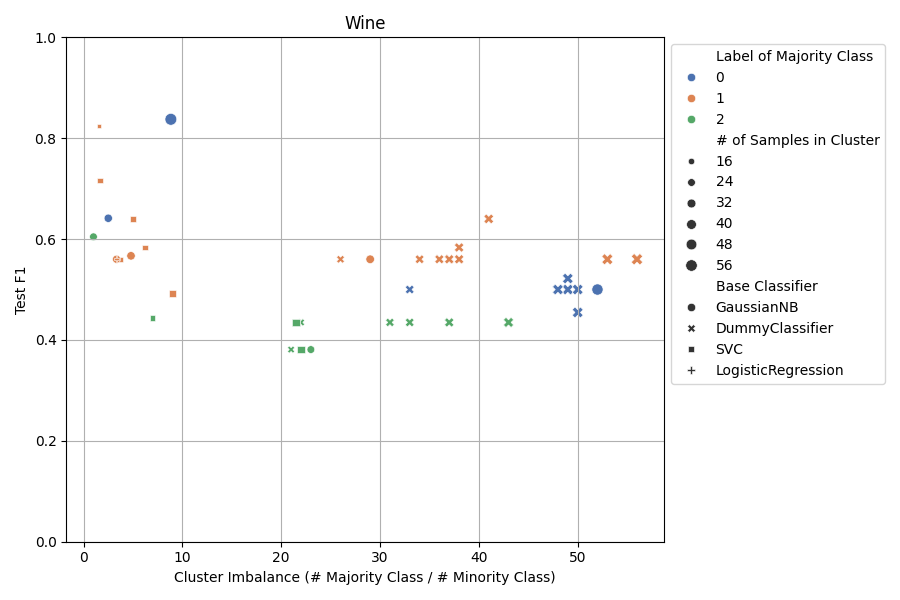 Wine
Test F1
1.0
0.8
0.6
0.4
0.2
0.0
0 10 20 30 40 50
Cluster Imbalance (# Majority Class / # Minority Class)
Label of Majority Class
0
1
2
# of Samples in Cluster
16
24
32
40
48
56
Base Classifier
GaussianNB
DummyClassifier
SVC
LogisticRegression